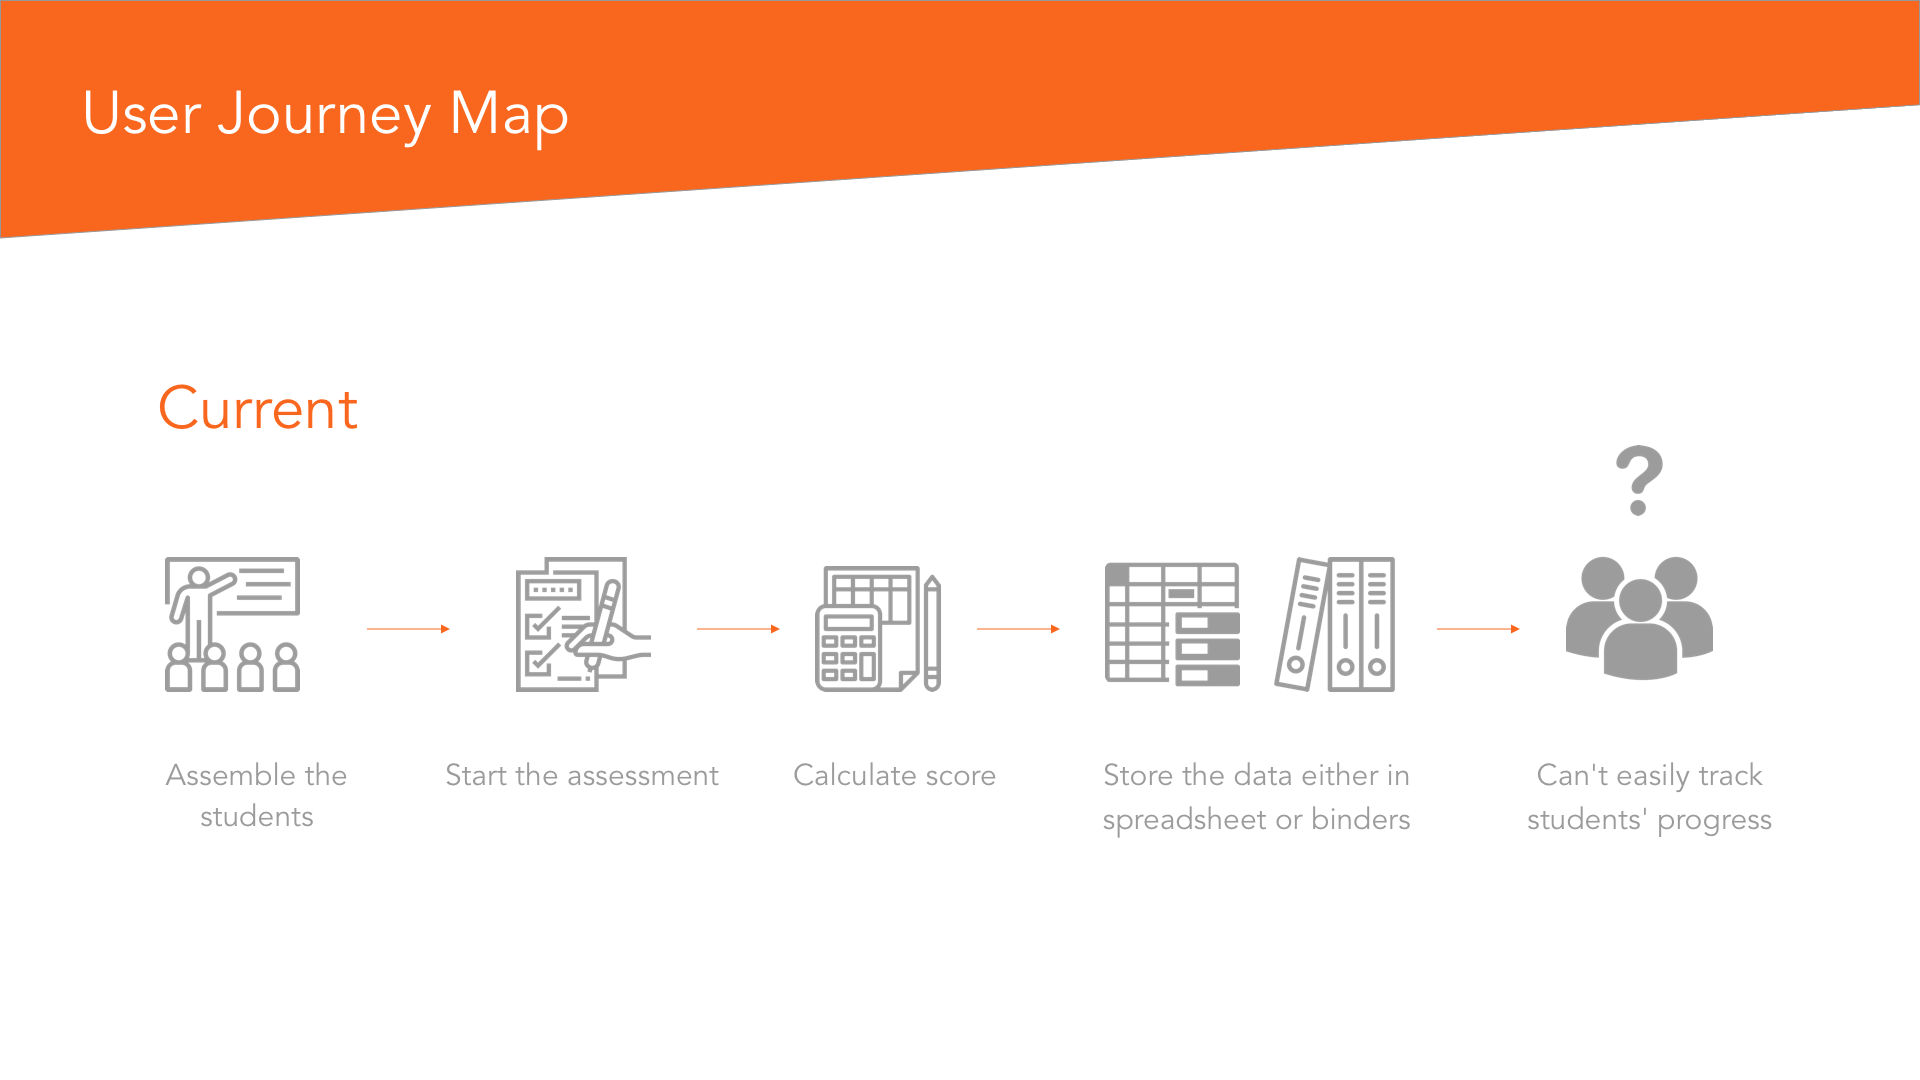 User Journey Map
Current
Assemble the
students
Start the assessment
Calculate score
Store the data either in
spreadsheet or binders
?
Can't easily track
students' progress